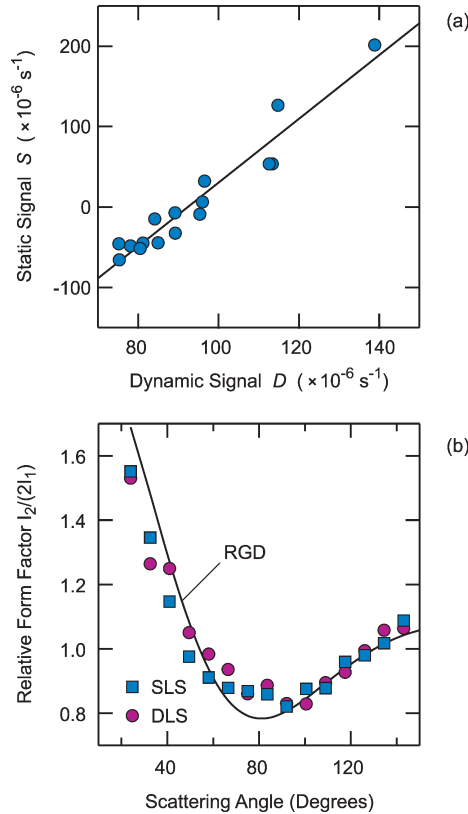 (a)
200
100
0
-100
Static Signal S ( × 10⁻⁶ s⁻¹)
80 100 120 140
Dynamic Signal D ( × 10⁻⁶ s⁻¹)
(b)
1.6
1.4
1.2
1.0
0.8
Relative Form Factor I₂/(2I₁)
RGD
SLS
DLS
40 80 120
Scattering Angle (Degrees)